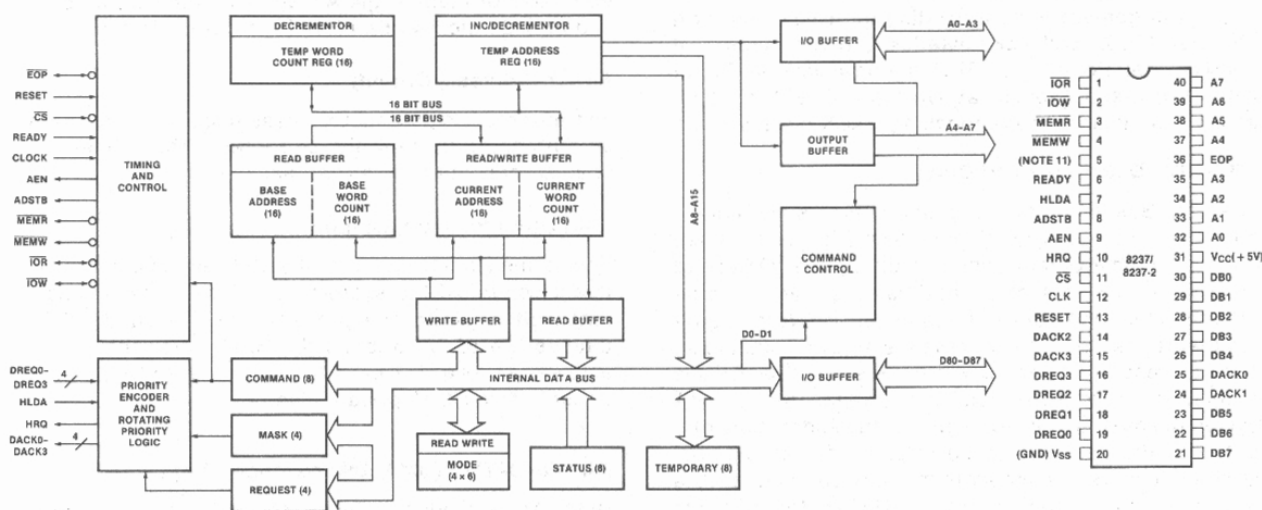 DECREMENTOR
TEMP WORD
COUNT REG (16)
INC/DECREMENTOR
TEMP ADDRESS
REG (16)
I/O BUFFER
A0–A3
16 BIT BUS
16 BIT BUS
OUTPUT
BUFFER
A4–A7
EOP
RESET
CS
READY
CLOCK
AEN
ADSTB
MEMR
MEMW
IOR
IOW
TIMING
AND
CONTROL
READ BUFFER
BASE
ADDRESS
(16)
BASE
WORD
COUNT
(16)
READ/WRITE BUFFER
CURRENT
ADDRESS
(16)
CURRENT
WORD
COUNT
(16)
A8–A15
COMMAND
CONTROL
WRITE BUFFER
READ BUFFER
D0–D1
DREQ0–
DREQ3
4
HLDA
HRQ
DACK0–
DACK3
4
PRIORITY
ENCODER
AND
ROTATING
PRIORITY
LOGIC
COMMAND (8)
INTERNAL DATA BUS
I/O BUFFER
D80–D87
MASK (4)
READ WRITE
MODE
(4 x 6)
STATUS (8)
TEMPORARY (8)
REQUEST (4)
IOR 1 40 A7
IOW 2 39 A6
MEMR 3 38 A5
MEMW 4 37 A4
(NOTE 11) 5 36 EOP
READY 6 35 A3
HLDA 7 34 A2
ADSTB 8 33 A1
AEN 9 32 A0
HRQ 10 8237/ 31 VCC(+5V)
CS 11 8237-2 30 DB0
CLK 12 29 DB1
RESET 13 28 DB2
DACK2 14 27 DB3
DACK3 15 26 DB4
DREQ3 16 25 DACK0
DREQ2 17 24 DACK1
DREQ1 18 23 DB5
DREQ0 19 22 DB6
(GND) VSS 20 21 DB7